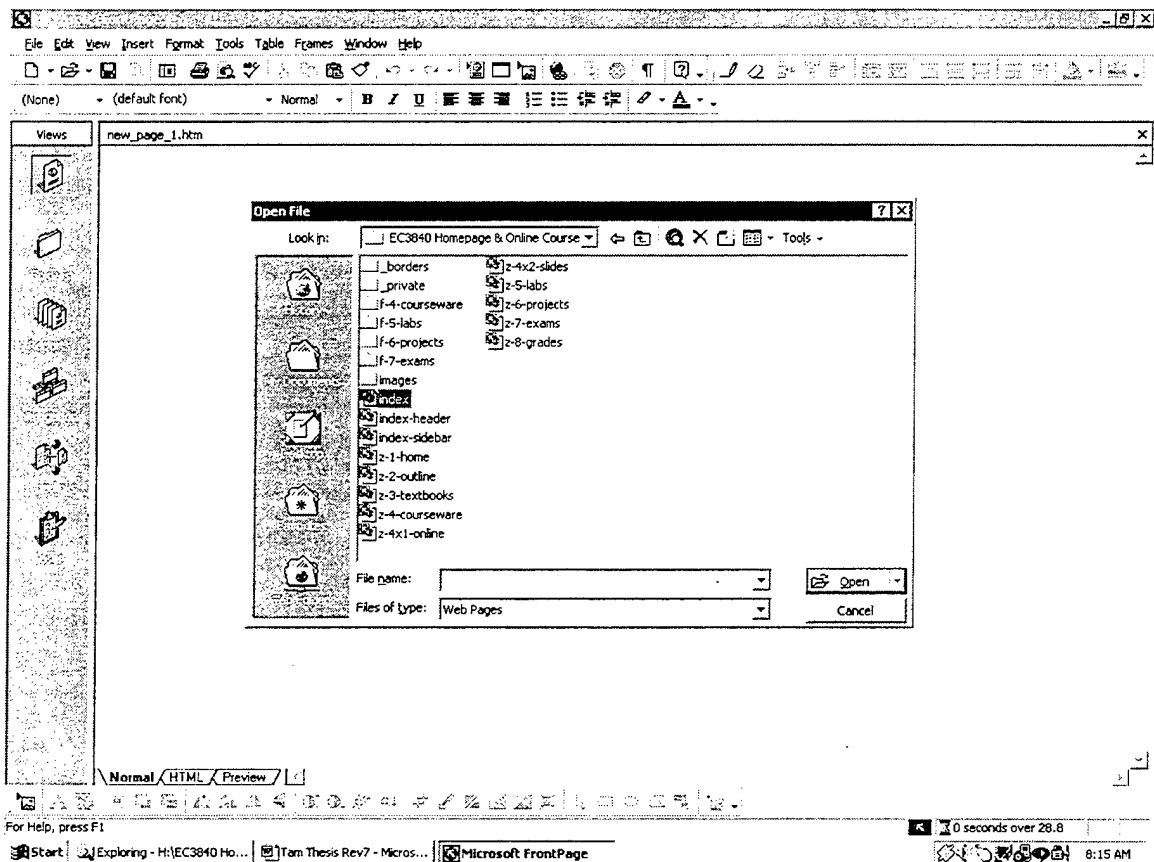 File Edit View Insert Format Tools Table Frames Window Help
(None) (default font) Normal B I U A
Views new_page_1.htm
Open File
Look in: EC3840 Homepage & Online Course Tools
_borders
_private
f-4-courseware
f-5-labs
f-6-projects
f-7-exams
images
index
index-header
index-sidebar
z-1-home
z-2-outline
z-3-textbooks
z-4-courseware
z-4x1-online
z-4x2-slides
z-5-labs
z-6-projects
z-7-exams
z-8-grades
File name: Open
Files of type: Web Pages Cancel
Normal HTML Preview
For Help, press F1 0 seconds over 28.8
Start Exploring - H:\EC3840 Ho... Tam Thesis Rev7 - Micros... Microsoft FrontPage 8:15 AM